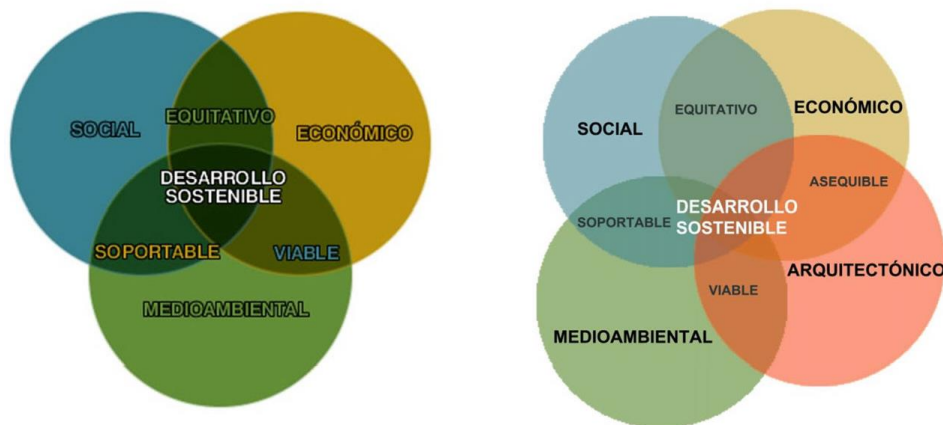 EQUITATIVO
SOCIAL
ECONÓMICO
DESARROLLO
SOSTENIBLE
SOPORTABLE
VIABLE
MEDIOAMBIENTAL
EQUITATIVO
ECONÓMICO
SOCIAL
ASEQUIBLE
DESARROLLO
SOSTENIBLE
SOPORTABLE
ARQUITECTÓNICO
VIABLE
MEDIOAMBIENTAL